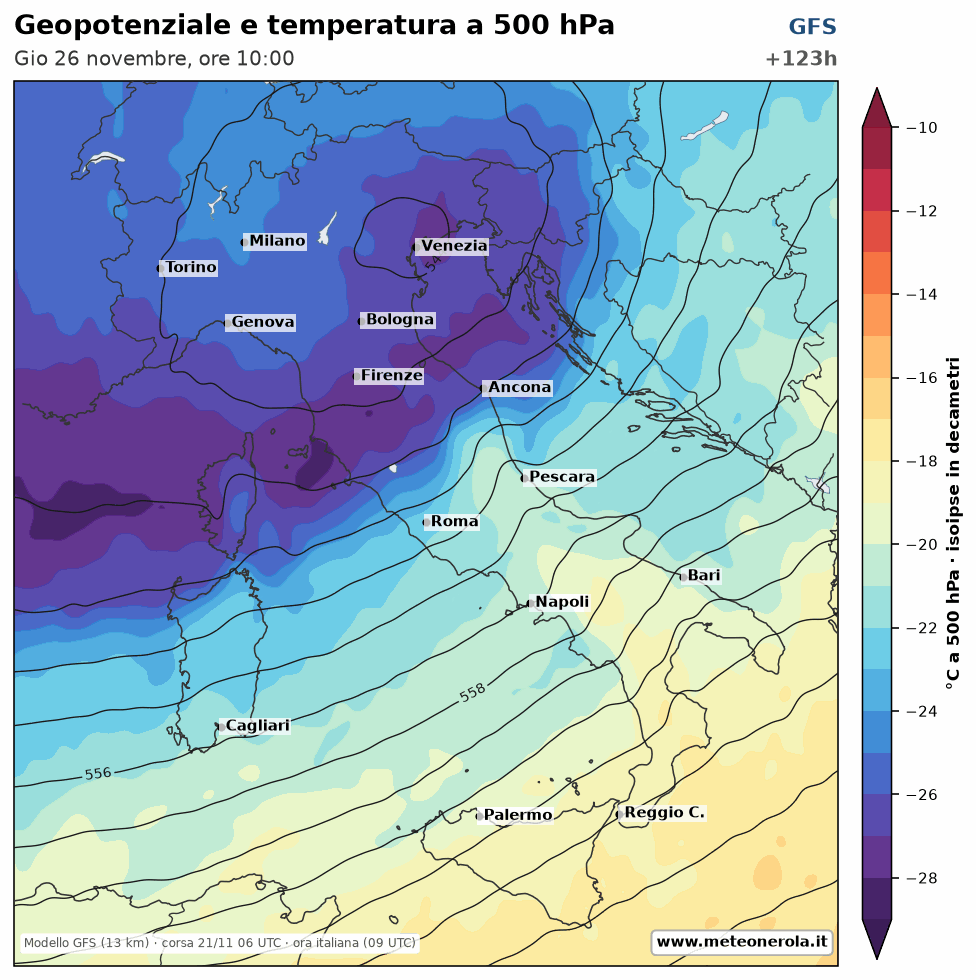 Geopotenziale e temperatura a 500 hPa
GFS
Gio 26 novembre, ore 10:00
+123h
Milano
Venezia
Torino
Genova
Bologna
Firenze
Ancona
Pescara
Roma
Bari
Napoli
558
Cagliari
556
Palermo
Reggio C.
Modello GFS (13 km) · corsa 21/11 06 UTC · ora italiana (09 UTC)
www.meteonerola.it
−10
−12
−14
−16
−18
−20
−22
−24
−26
−28
°C a 500 hPa · isoipse in decametri